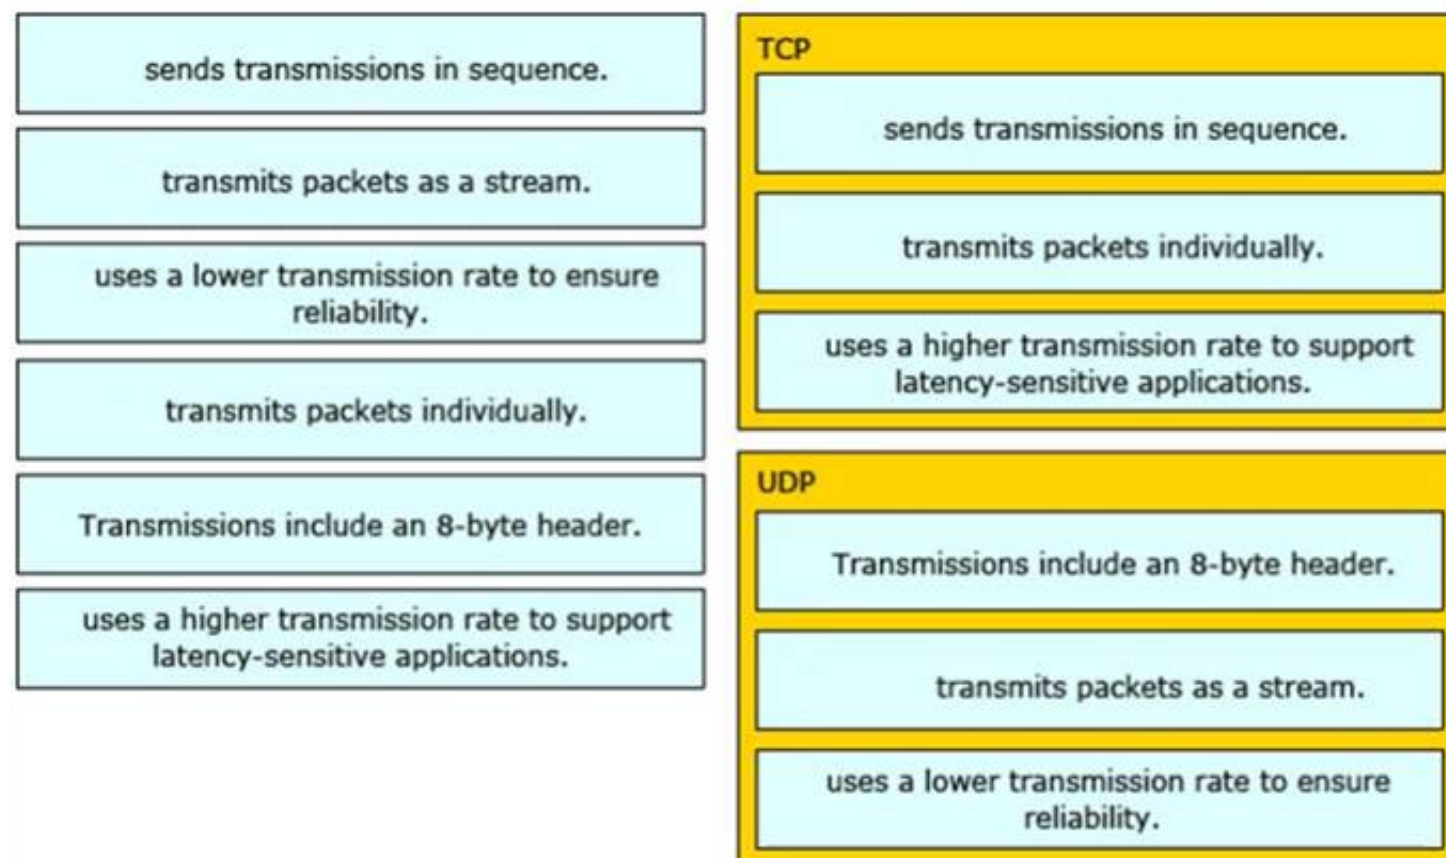 sends transmissions in sequence.
transmits packets as a stream.
uses a lower transmission rate to ensure
reliability.
transmits packets individually.
Transmissions include an 8-byte header.
uses a higher transmission rate to support
latency-sensitive applications.
TCP
sends transmissions in sequence.
transmits packets individually.
uses a higher transmission rate to support
latency-sensitive applications.
UDP
Transmissions include an 8-byte header.
transmits packets as a stream.
uses a lower transmission rate to ensure
reliability.